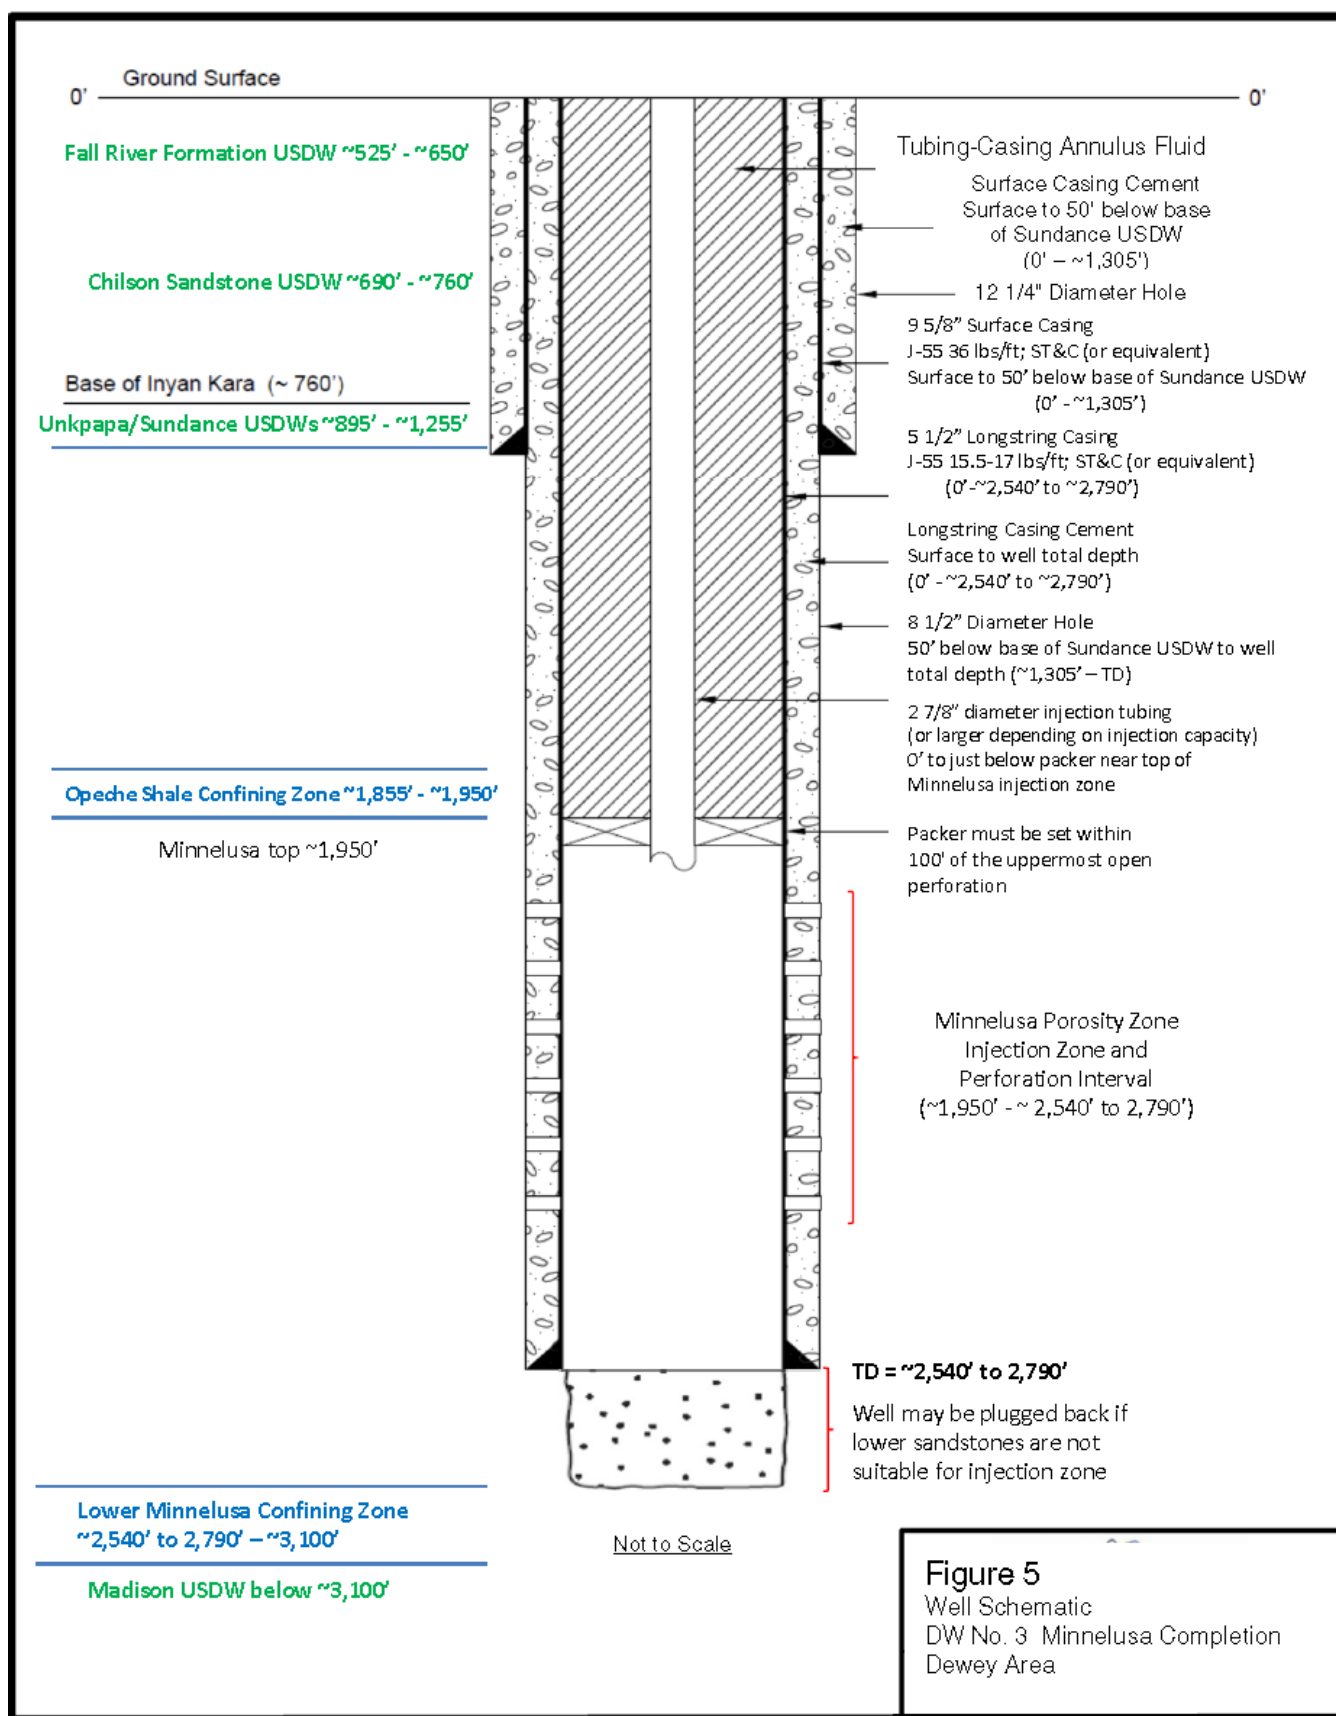 Ground Surface
0'
0'
Fall River Formation USDW ~525' - ~650'
Chilson Sandstone USDW ~690' - ~760'
Base of Inyan Kara (~ 760')
Unkpapa/Sundance USDWs ~895' - ~1,255'
Opeche Shale Confining Zone ~1,855' - ~1,950'
Minnelusa top ~1,950'
Lower Minnelusa Confining Zone
~2,540' to 2,790' – ~3,100'
Madison USDW below ~3,100'
Tubing-Casing Annulus Fluid
Surface Casing Cement
Surface to 50' below base
of Sundance USDW
(0' – ~1,305')
12 1/4" Diameter Hole
9 5/8" Surface Casing
J-55 36 lbs/ft; ST&C (or equivalent)
Surface to 50' below base of Sundance USDW
(0' - ~1,305')
5 1/2" Longstring Casing
J-55 15.5-17 lbs/ft; ST&C (or equivalent)
(0'-~2,540' to ~2,790')
Longstring Casing Cement
Surface to well total depth
(0' - ~2,540' to ~2,790')
8 1/2" Diameter Hole
50' below base of Sundance USDW to well
total depth (~1,305' – TD)
2 7/8" diameter injection tubing
(or larger depending on injection capacity)
0' to just below packer near top of
Minnelusa injection zone
Packer must be set within
100' of the uppermost open
perforation
Minnelusa Porosity Zone
Injection Zone and
Perforation Interval
(~1,950' - ~ 2,540' to 2,790')
TD = ~2,540' to 2,790'
Well may be plugged back if
lower sandstones are not
suitable for injection zone
Not to Scale
Figure 5
Well Schematic
DW No. 3 Minnelusa Completion
Dewey Area